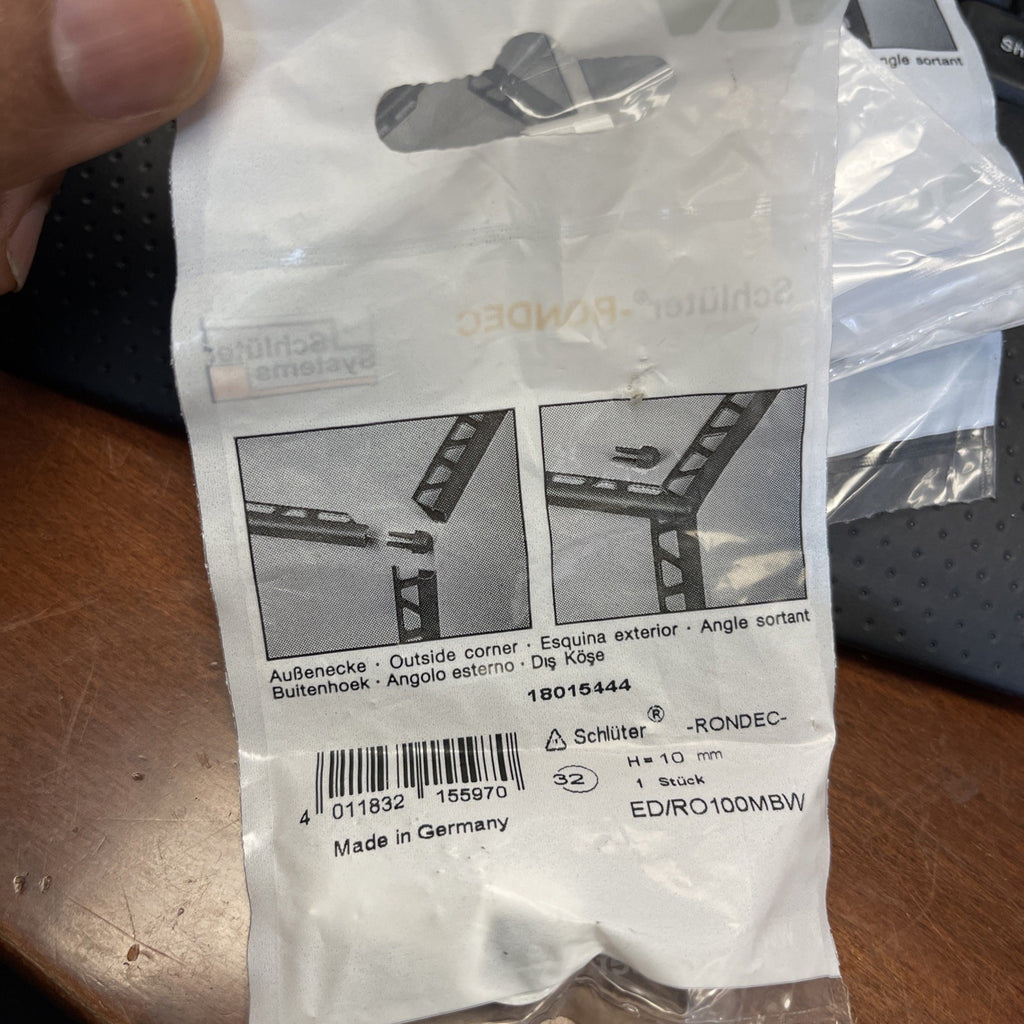 ngle sortant
Sh
Schlüter®-RONDEC
Schlüter
Systems
Außenecke · Outside corner · Esquina exterior · Angle sortant
Buitenhoek · Angolo esterno · Dış Köşe
18015444
Schlüter® -RONDEC-
H= 10 mm
32
1 Stück
ED/RO100MBW
4 011832 155970
Made in Germany